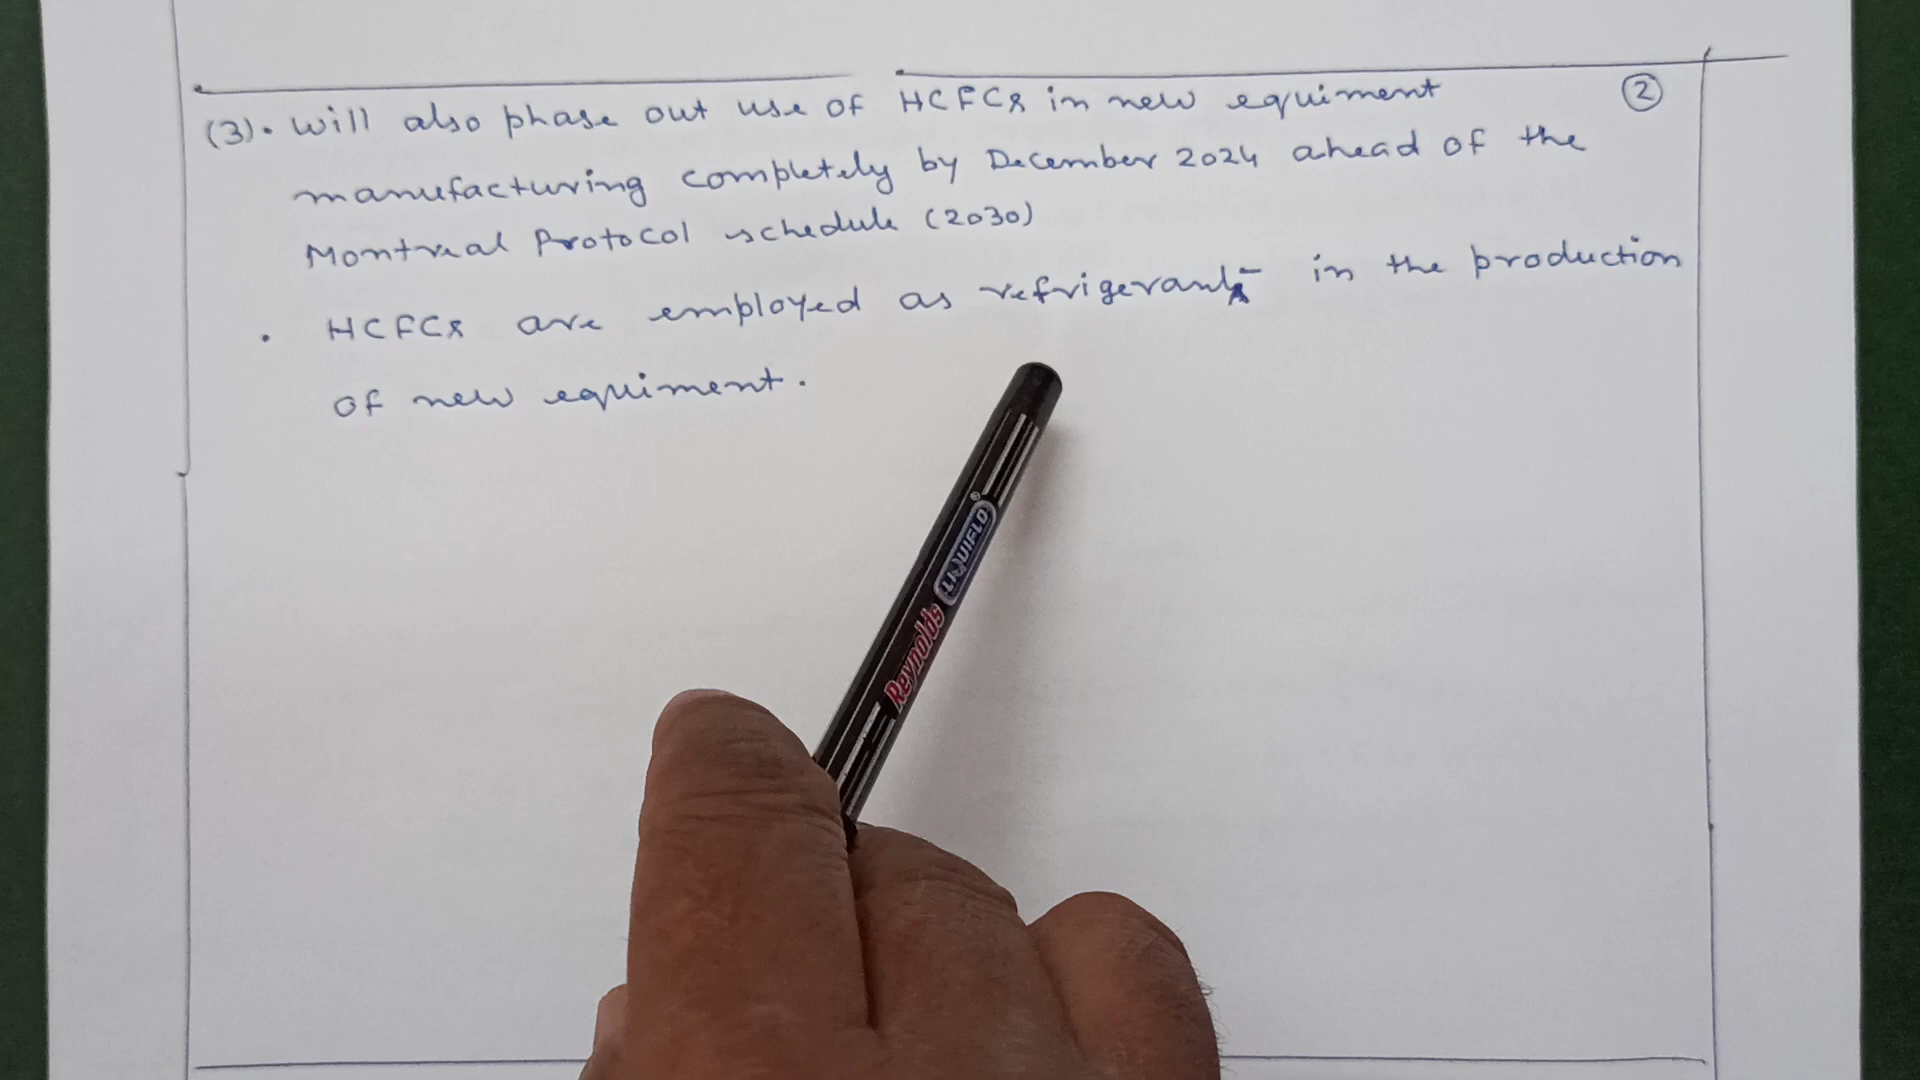 (3). Will also phase out use of HCFCs in new equiment
②
manufacturing completely by December 2024 ahead of the
Montreal Protocol schedule (2030)
. HCFCs are employed as refrigerants in the production
of new equiment.
Reynolds LIQUIFLO®